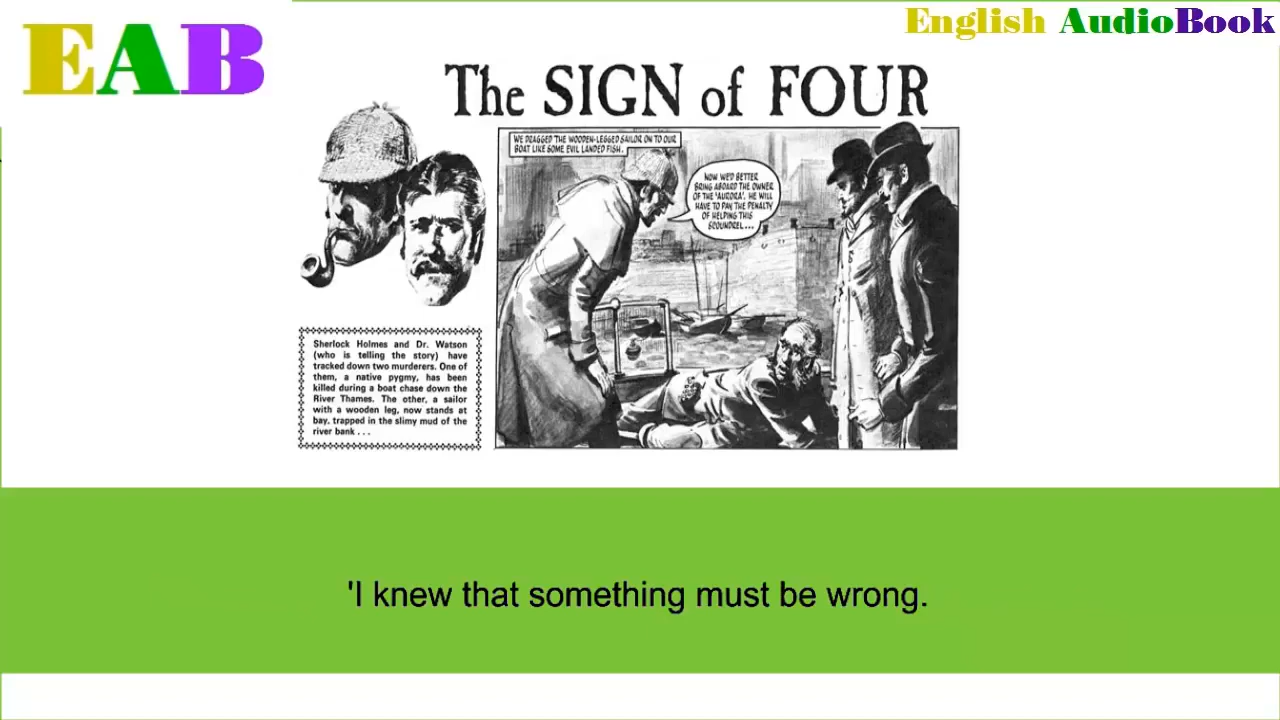 EAB
English AudioBook
The SIGN of FOUR
WE DRAGGED THE WOODEN-LEGGED SAILOR ON TO OUR
BOAT LIKE SOME EVIL LANDED FISH.
NOW WE'D BETTER
BRING ABOARD THE OWNER
OF THE 'AURORA'. HE WILL
HAVE TO PAY THE PENALTY
OF HELPING THIS
SCOUNDREL...
Sherlock Holmes and Dr. Watson
(who is telling the story) have
tracked down two murderers. One of
them, a native pygmy, has been
killed during a boat chase down the
River Thames. The other, a sailor
with a wooden leg, now stands at
bay, trapped in the slimy mud of the
river bank . . .
'I knew that something must be wrong.